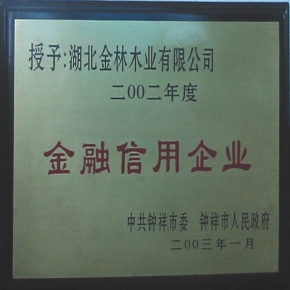 授予:湖北金林木业有限公司
二00二年度
金融信用企业
中共钟祥市委 钟祥市人民政府
二00三年一月